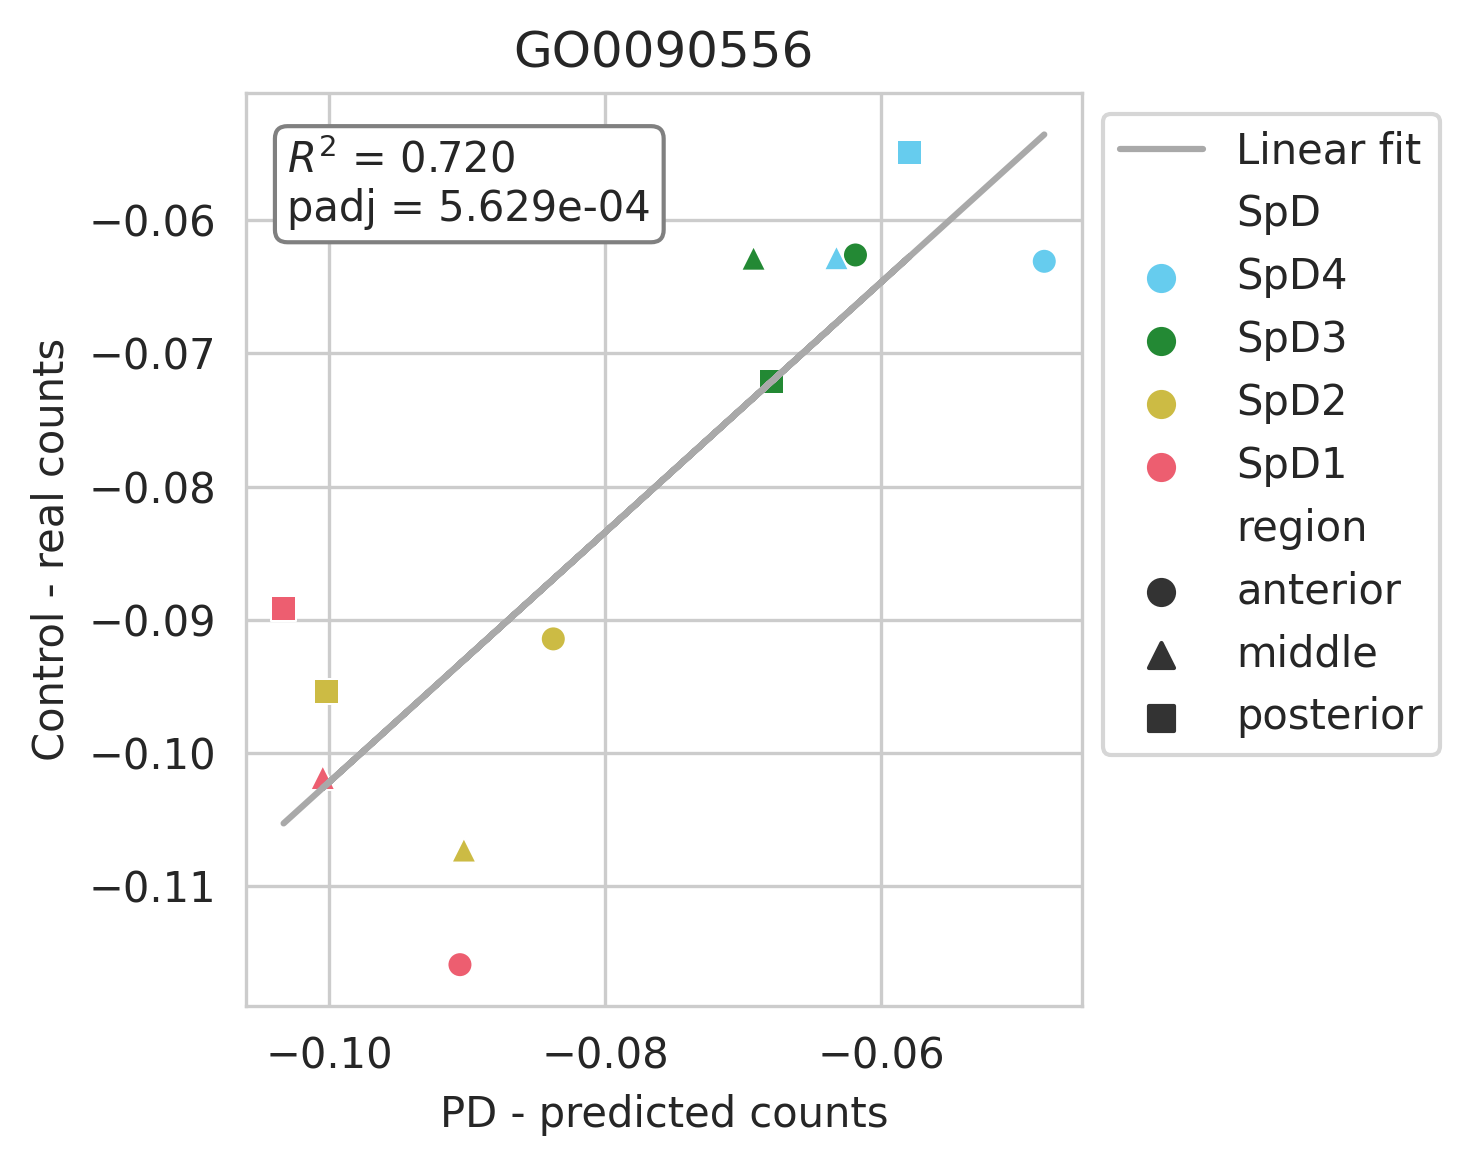 GO0090556
R² = 0.720
padj = 5.629e-04
Linear fit
SpD
SpD4
SpD3
SpD2
SpD1
region
anterior
middle
posterior
−0.06
−0.07
−0.08
−0.09
−0.10
−0.11
Control - real counts
−0.10
−0.08
−0.06
PD - predicted counts